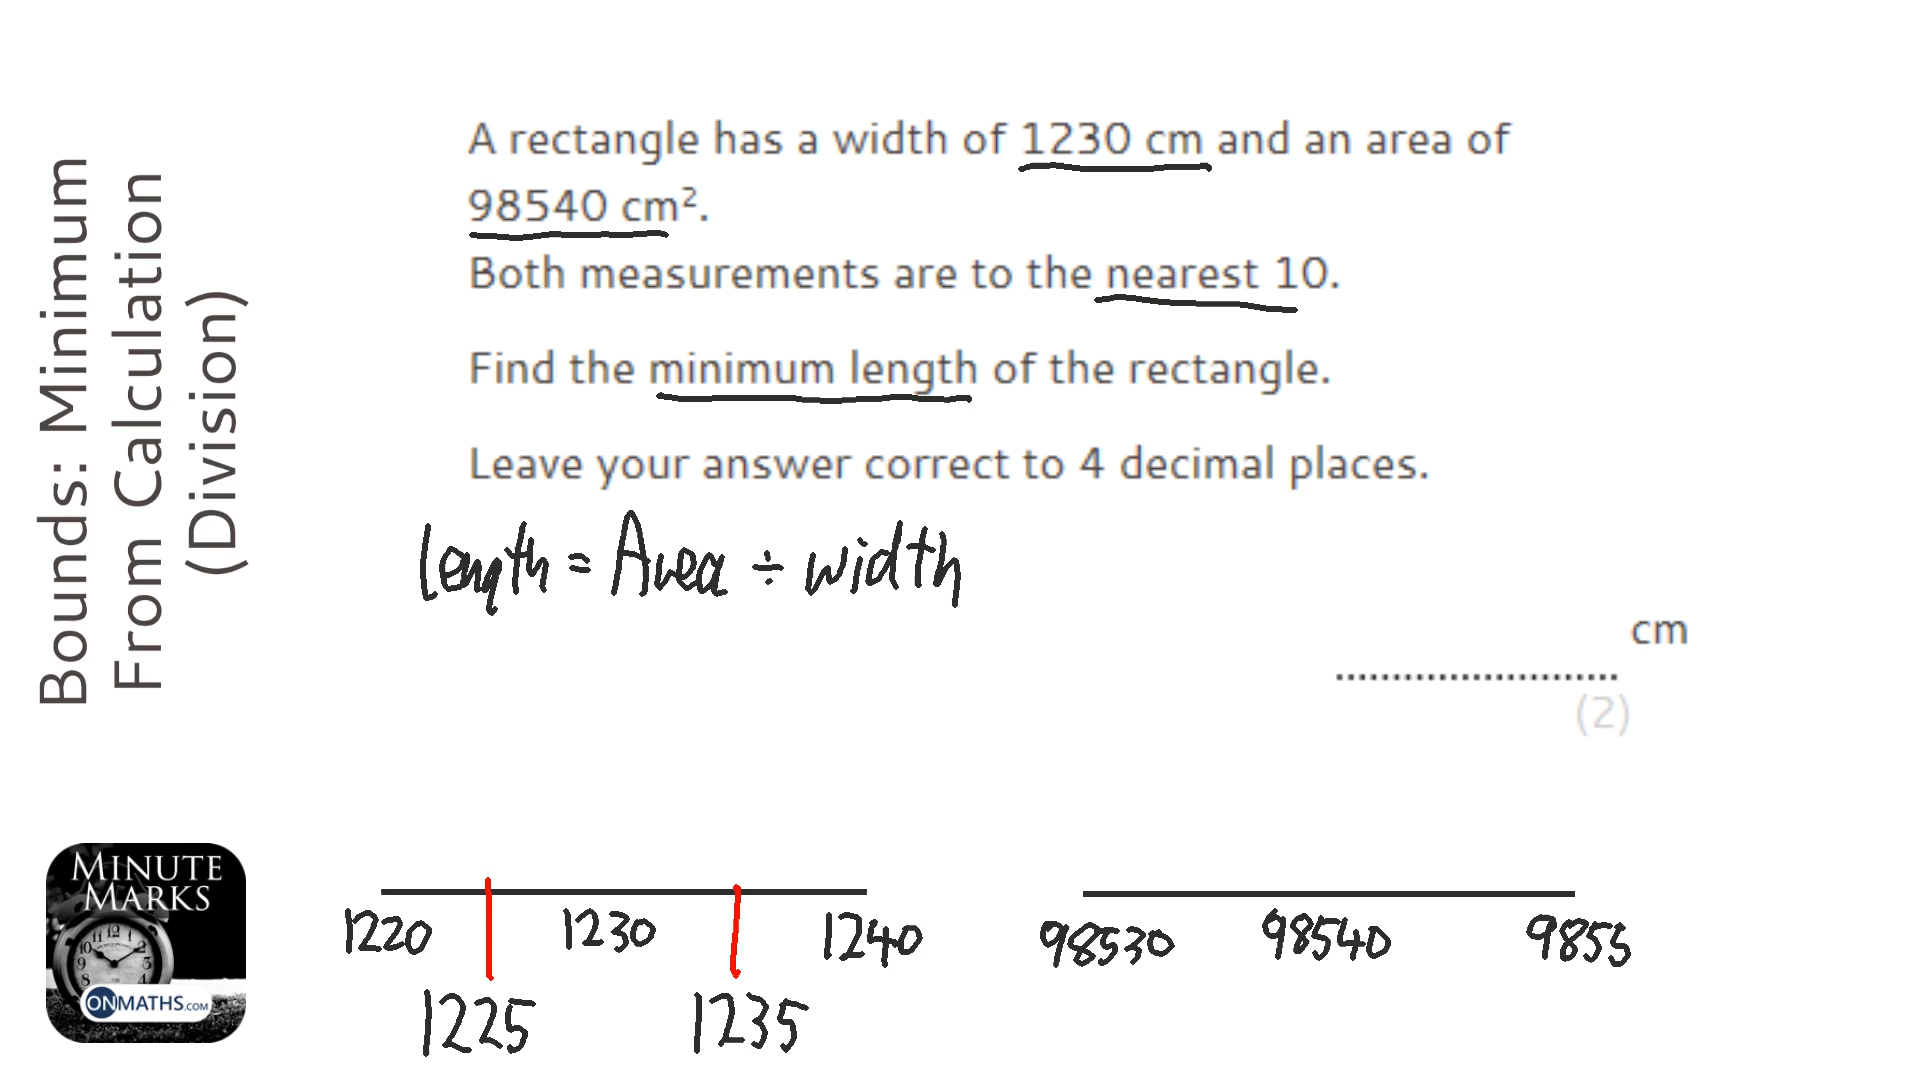 Bounds: Minimum
From Calculation
(Division)
A rectangle has a width of 1230 cm and an area of
98540 cm².
Both measurements are to the nearest 10.
Find the minimum length of the rectangle.
Leave your answer correct to 4 decimal places.
length = Area ÷ width
cm
(2)
1220 1230 1240
1225 1235
98530 98540 9855
MINUTE
MARKS
ONMATHS.COM